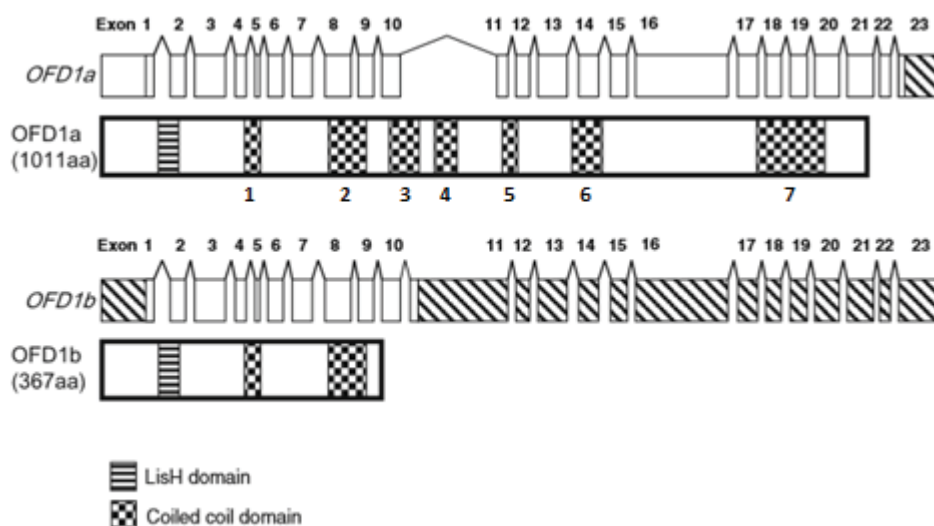 Exon 1 2 3 4 5 6 7 8 9 10 11 12 13 14 15 16 17 18 19 20 21 22 23
OFD1a
OFD1a
(1011aa)
1 2 3 4 5 6 7
Exon 1 2 3 4 5 6 7 8 9 10 11 12 13 14 15 16 17 18 19 20 21 22 23
OFD1b
OFD1b
(367aa)
LisH domain
Coiled coil domain